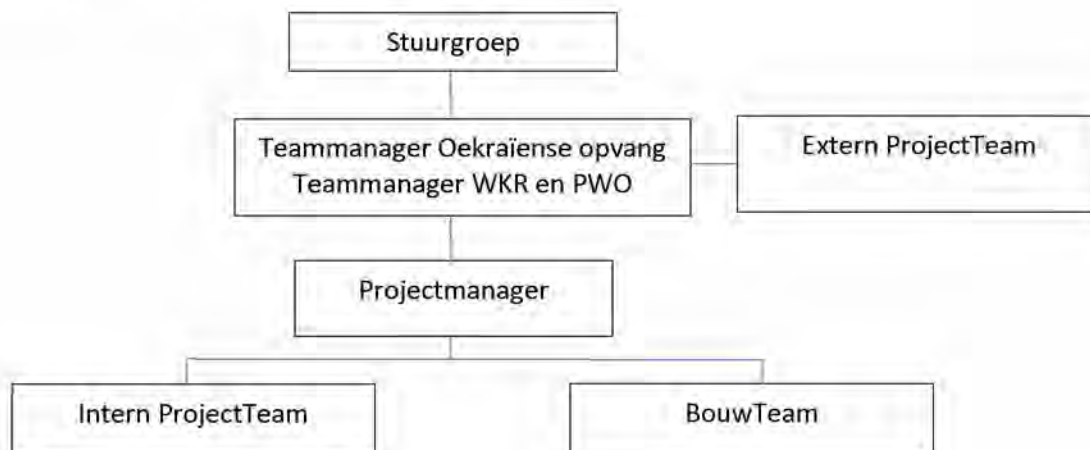 Stuurgroep
Teammanager Oekraïense opvang
Teammanager WKR en PWO
Extern ProjectTeam
Projectmanager
Intern ProjectTeam
BouwTeam